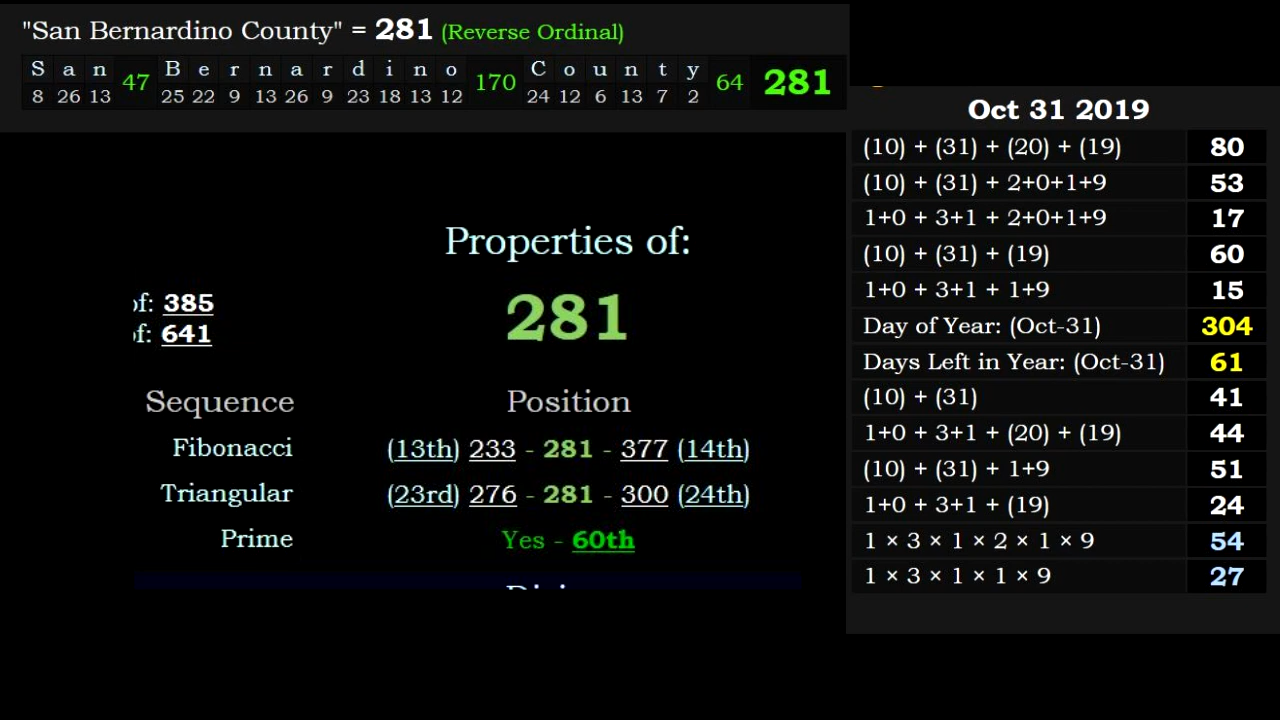 "San Bernardino County" = 281 (Reverse Ordinal)
S a n 47 B e r n a r d i n o 170 C o u n t y 64 281
8 26 13 25 22 9 13 26 9 23 18 13 12 24 12 6 13 7 2
Properties of:
281
of: 385
of: 641
Sequence Position
Fibonacci (13th) 233 - 281 - 377 (14th)
Triangular (23rd) 276 - 281 - 300 (24th)
Prime Yes - 60th
Oct 31 2019
(10) + (31) + (20) + (19) 80
(10) + (31) + 2+0+1+9 53
1+0 + 3+1 + 2+0+1+9 17
(10) + (31) + (19) 60
1+0 + 3+1 + 1+9 15
Day of Year: (Oct-31) 304
Days Left in Year: (Oct-31) 61
(10) + (31) 41
1+0 + 3+1 + (20) + (19) 44
(10) + (31) + 1+9 51
1+0 + 3+1 + (19) 24
1 × 3 × 1 × 2 × 1 × 9 54
1 × 3 × 1 × 1 × 9 27